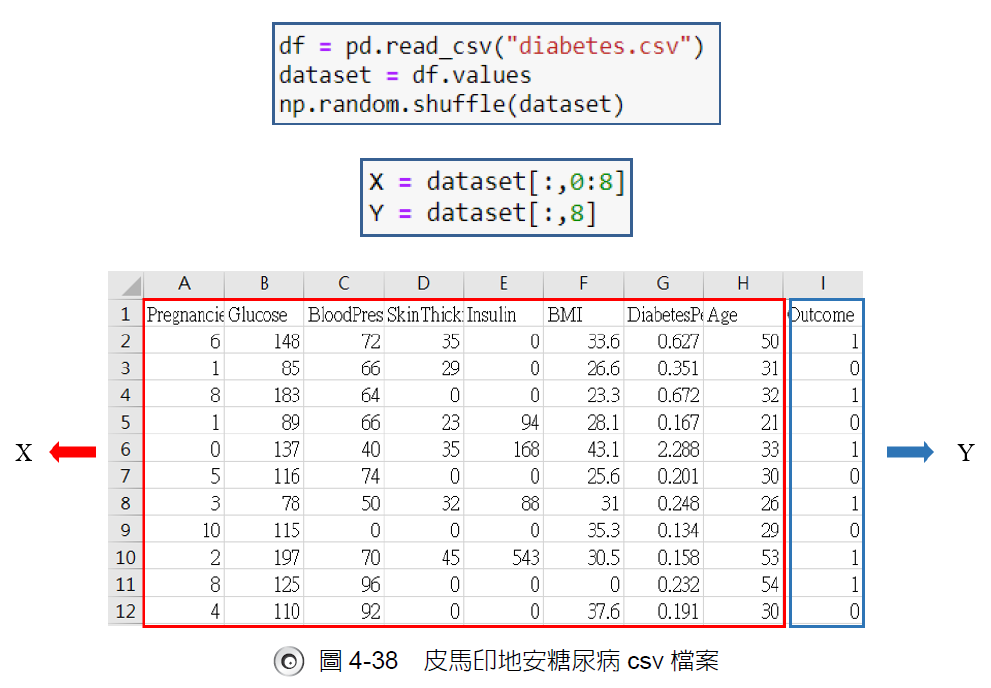 df = pd.read_csv("diabetes.csv")
dataset = df.values
np.random.shuffle(dataset)
X = dataset[:,0:8]
Y = dataset[:,8]
A B C D E F G H I
1 Pregnancie Glucose BloodPres SkinThick Insulin BMI DiabetesPe Age Outcome
2 6 148 72 35 0 33.6 0.627 50 1
3 1 85 66 29 0 26.6 0.351 31 0
4 8 183 64 0 0 23.3 0.672 32 1
5 1 89 66 23 94 28.1 0.167 21 0
6 0 137 40 35 168 43.1 2.288 33 1
7 5 116 74 0 0 25.6 0.201 30 0
8 3 78 50 32 88 31 0.248 26 1
9 10 115 0 0 0 35.3 0.134 29 0
10 2 197 70 45 543 30.5 0.158 53 1
11 8 125 96 0 0 0 0.232 54 1
12 4 110 92 0 0 37.6 0.191 30 0
X
Y
圖 4-38 皮馬印地安糖尿病 csv 檔案